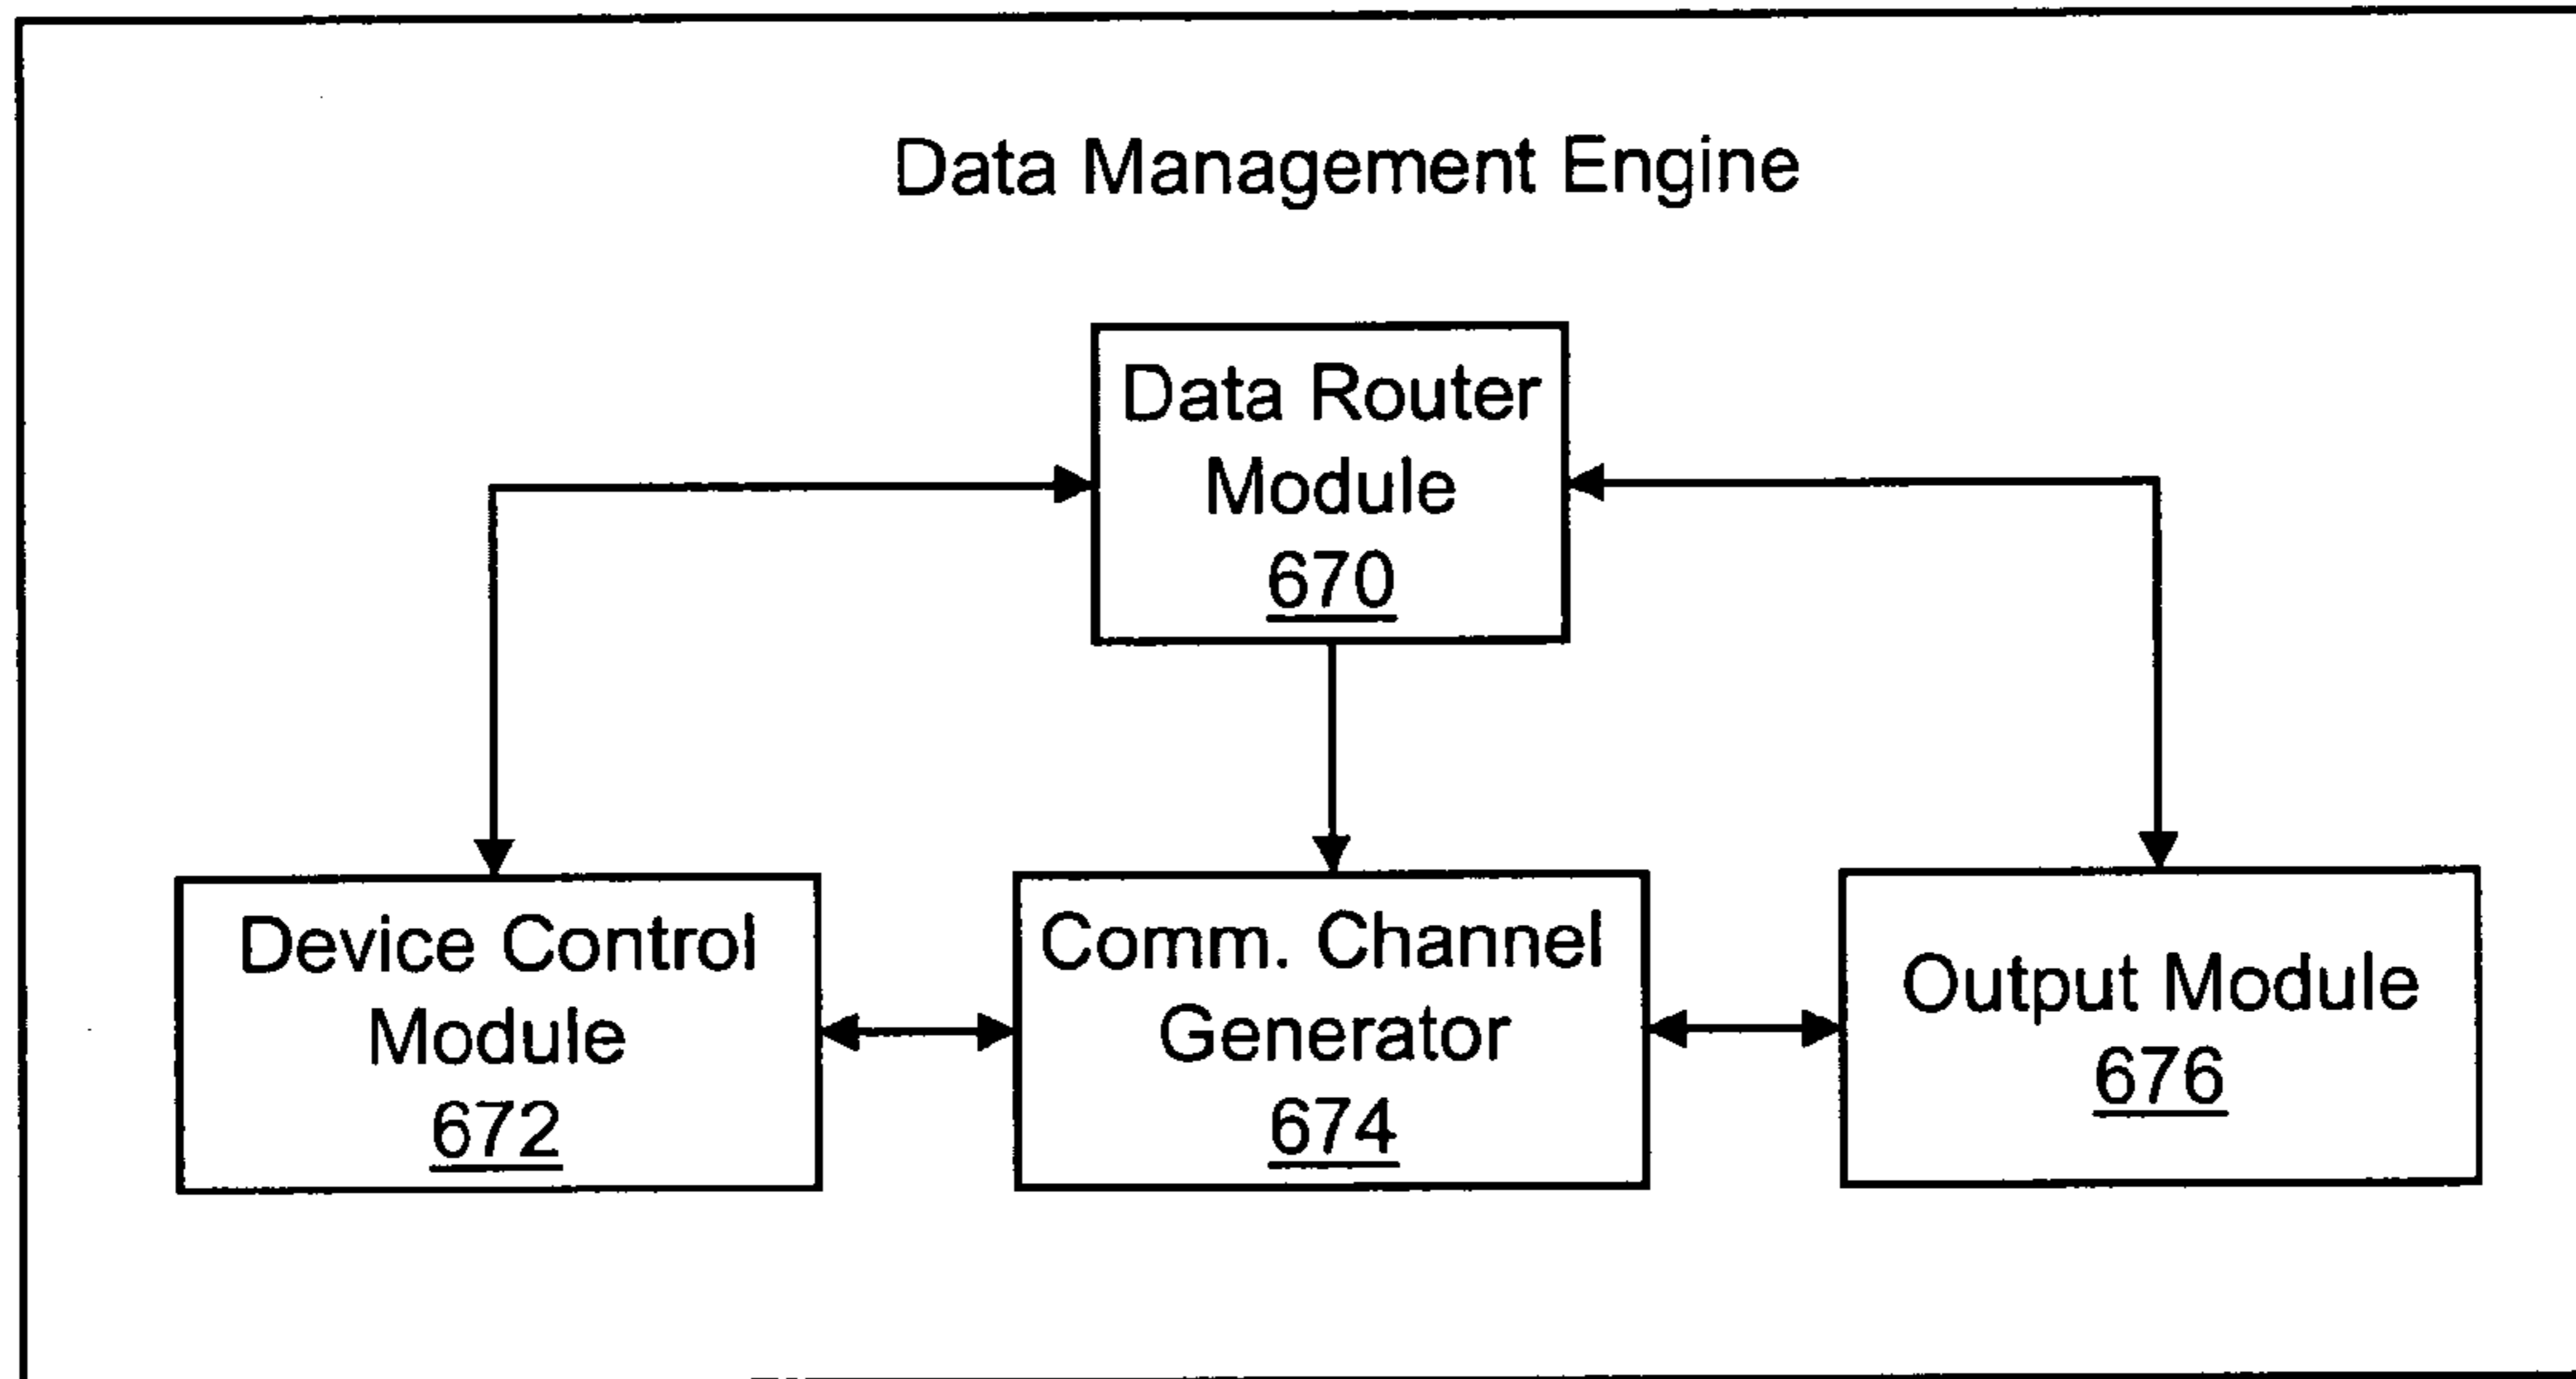 Data Management Engine
Data Router
Module
670
Device Control
Module
672
Comm. Channel
Generator
674
Output Module
676